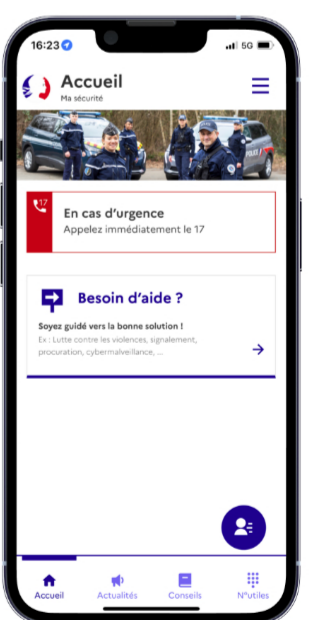 16:23
5G
Accueil
Ma sécurité
POLICE
17
En cas d'urgence
Appelez immédiatement le 17
Besoin d'aide ?
Soyez guidé vers la bonne solution !
Ex : Lutte contre les violences, signalement,
procuration, cybermalveillance, ...
Accueil
Actualités
Conseils
N°utiles